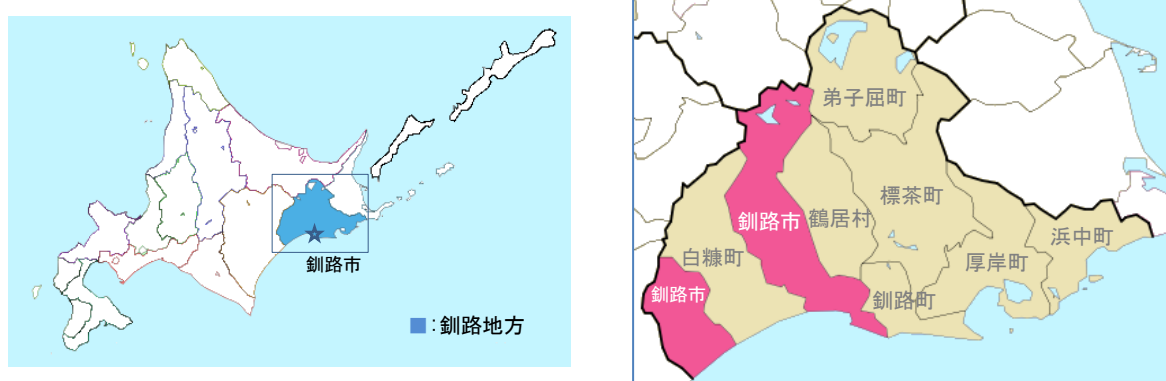 釧路市
■：釧路地方
弟子屈町
標茶町
釧路市
鶴居村
浜中町
白糠町
厚岸町
釧路市
釧路町